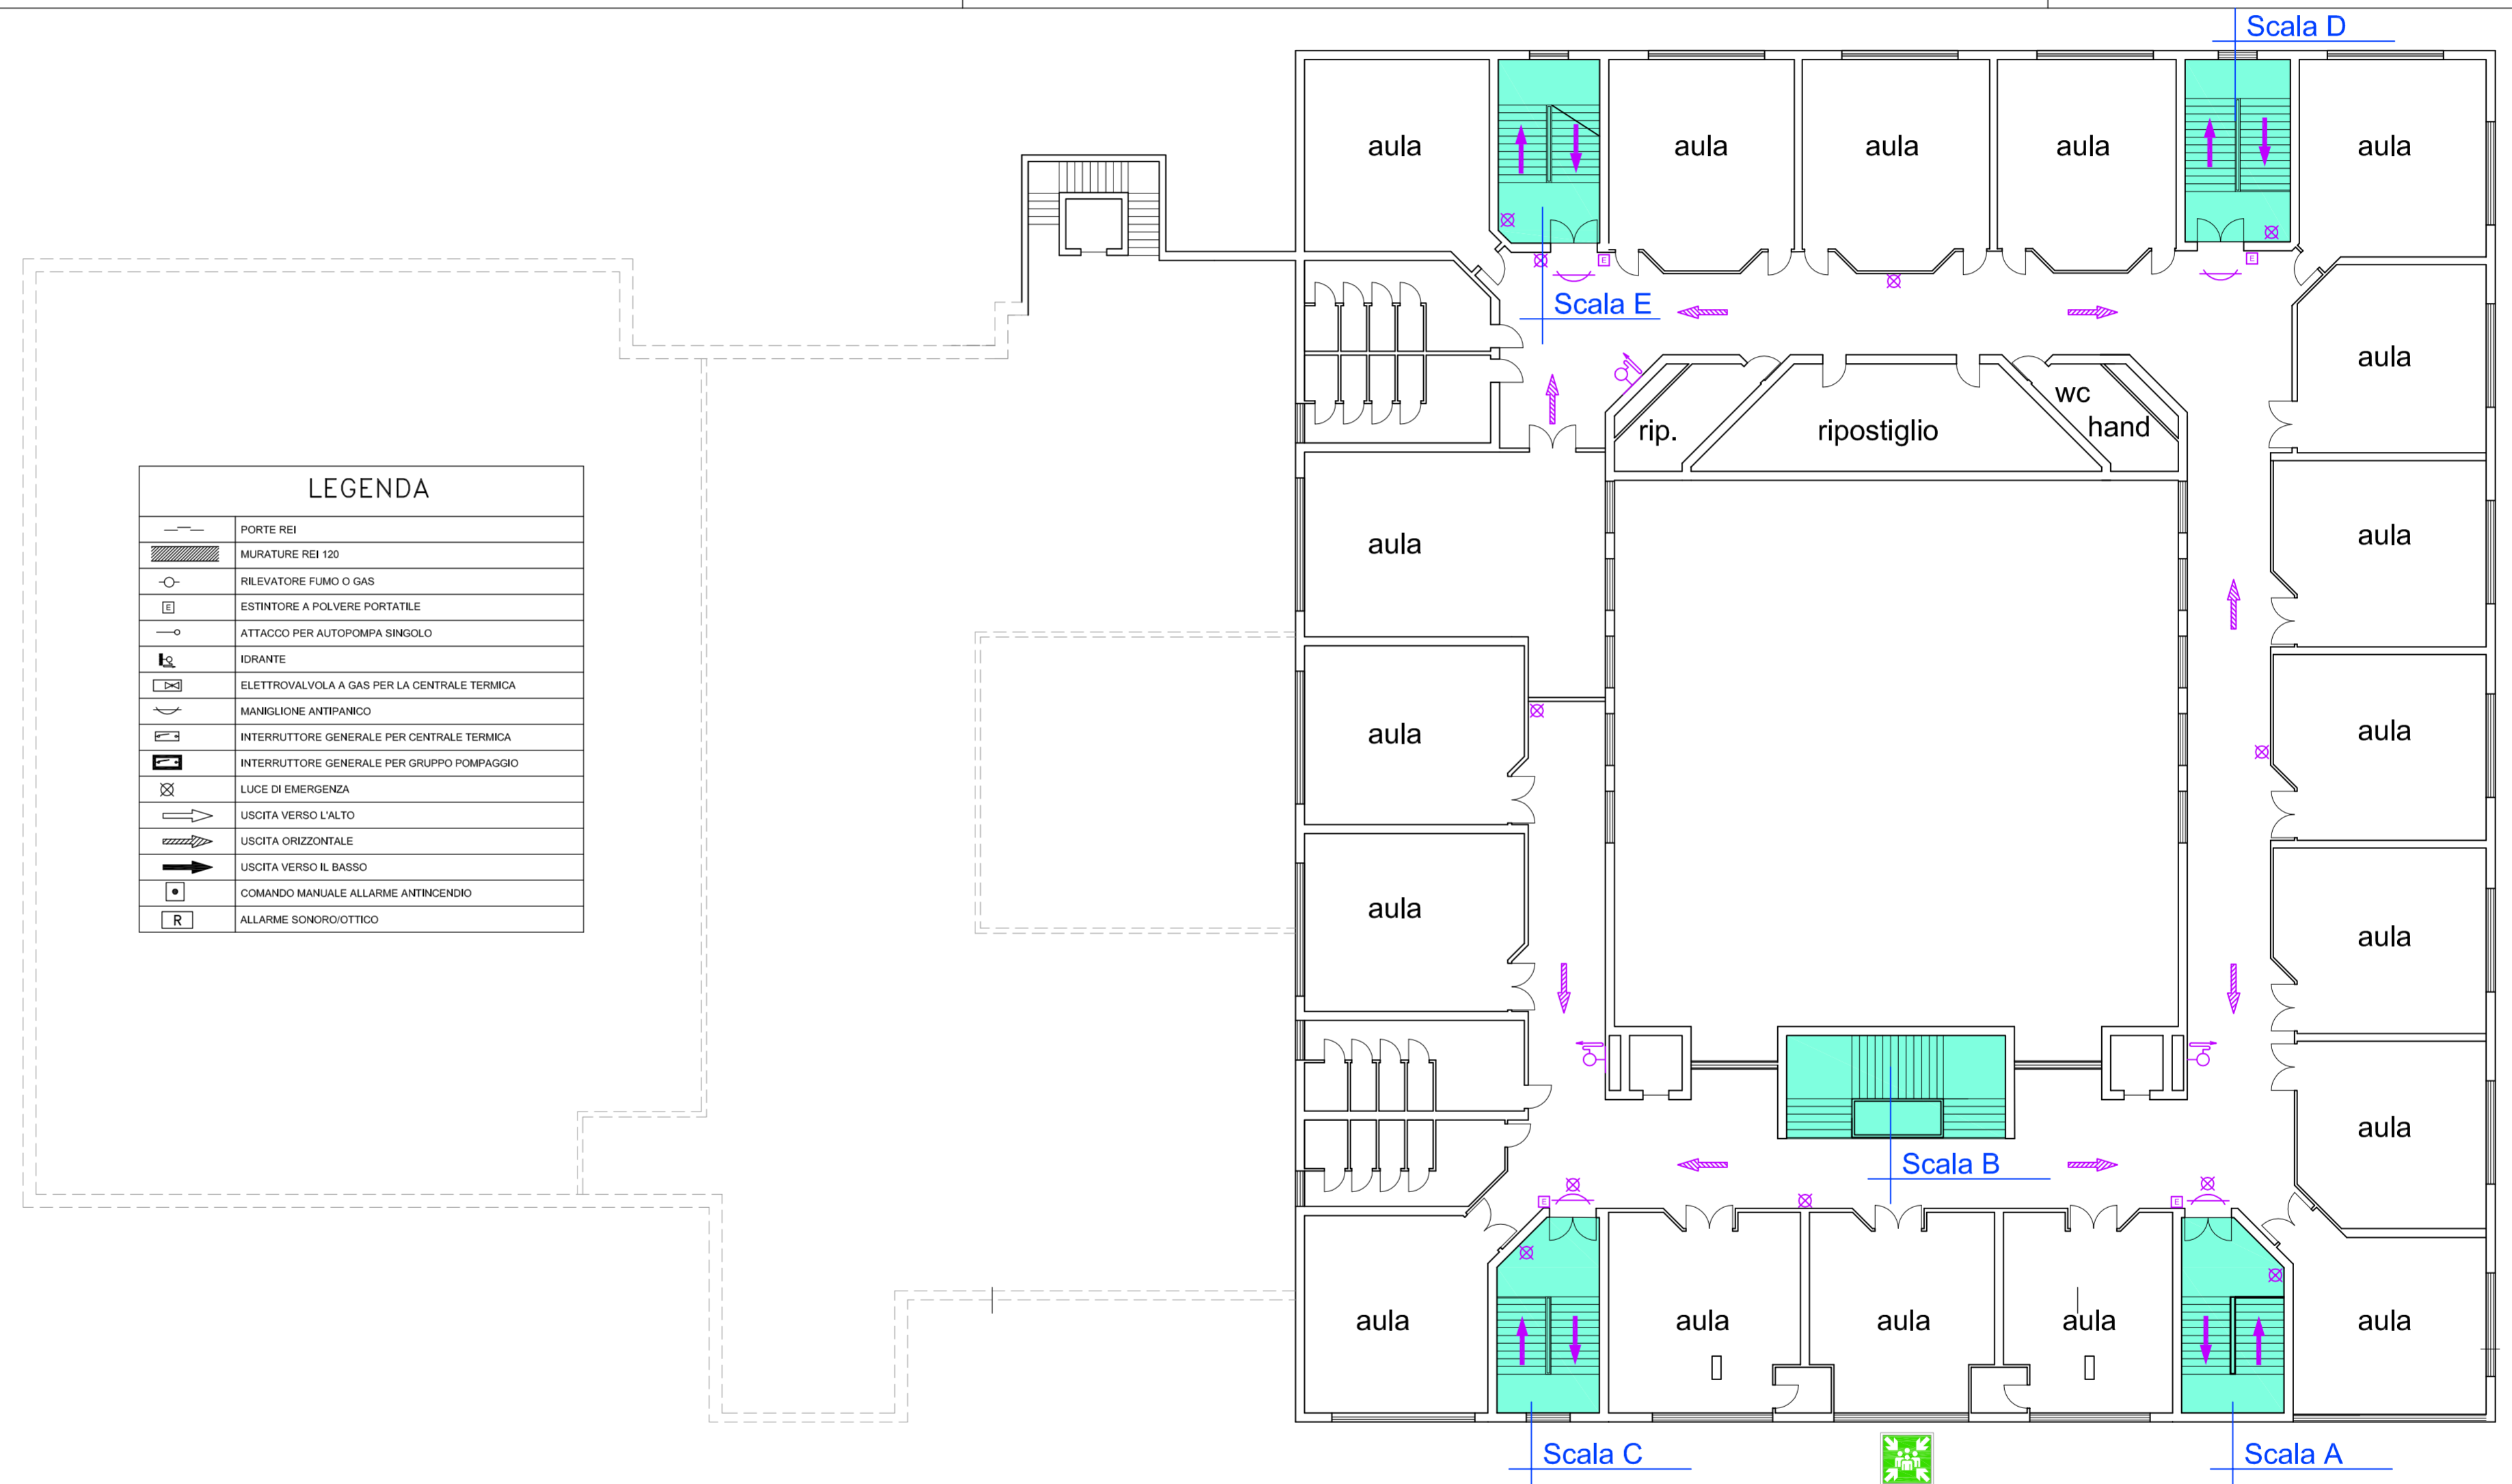 Scala D
aula
aula
aula
aula
aula
E
E
Scala E
aula
wc
hand
rip.
ripostiglio
LEGENDA
PORTE REI
MURATURE REI 120
RILEVATORE FUMO O GAS
E ESTINTORE A POLVERE PORTATILE
ATTACCO PER AUTOPOMPA SINGOLO
IDRANTE
ELETTROVALVOLA A GAS PER LA CENTRALE TERMICA
MANIGLIONE ANTIPANICO
INTERRUTTORE GENERALE PER CENTRALE TERMICA
INTERRUTTORE GENERALE PER GRUPPO POMPAGGIO
LUCE DI EMERGENZA
USCITA VERSO L'ALTO
USCITA ORIZZONTALE
USCITA VERSO IL BASSO
COMANDO MANUALE ALLARME ANTINCENDIO
R ALLARME SONORO/OTTICO
aula
aula
aula
aula
aula
aula
aula
Scala B
E
E
aula
aula
aula
aula
aula
Scala C
Scala A